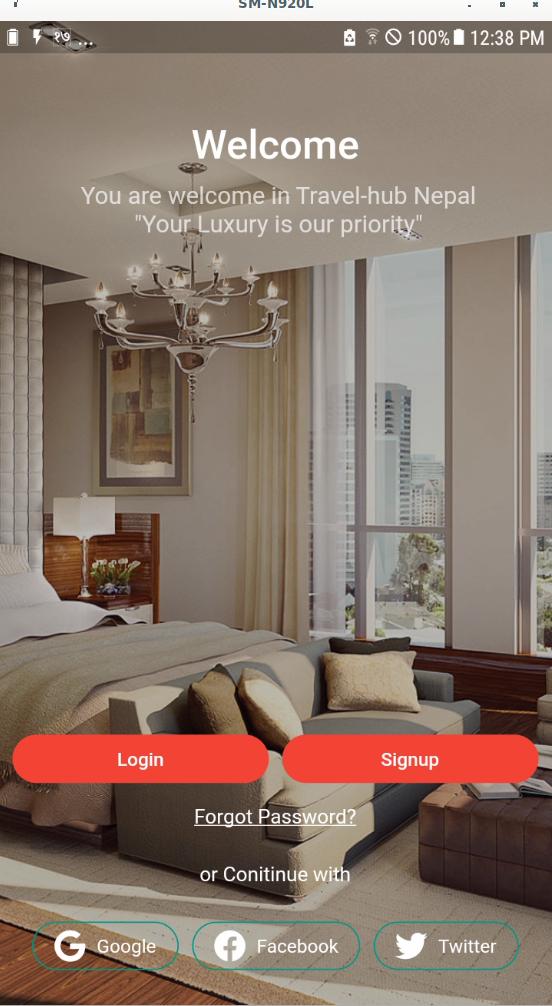 SM-N920L
१७
100%
12:38 PM
Welcome
You are welcome in Travel-hub Nepal
"Your Luxury is our priority"
Login
Signup
Forgot Password?
or Conitinue with
Google
Facebook
Twitter